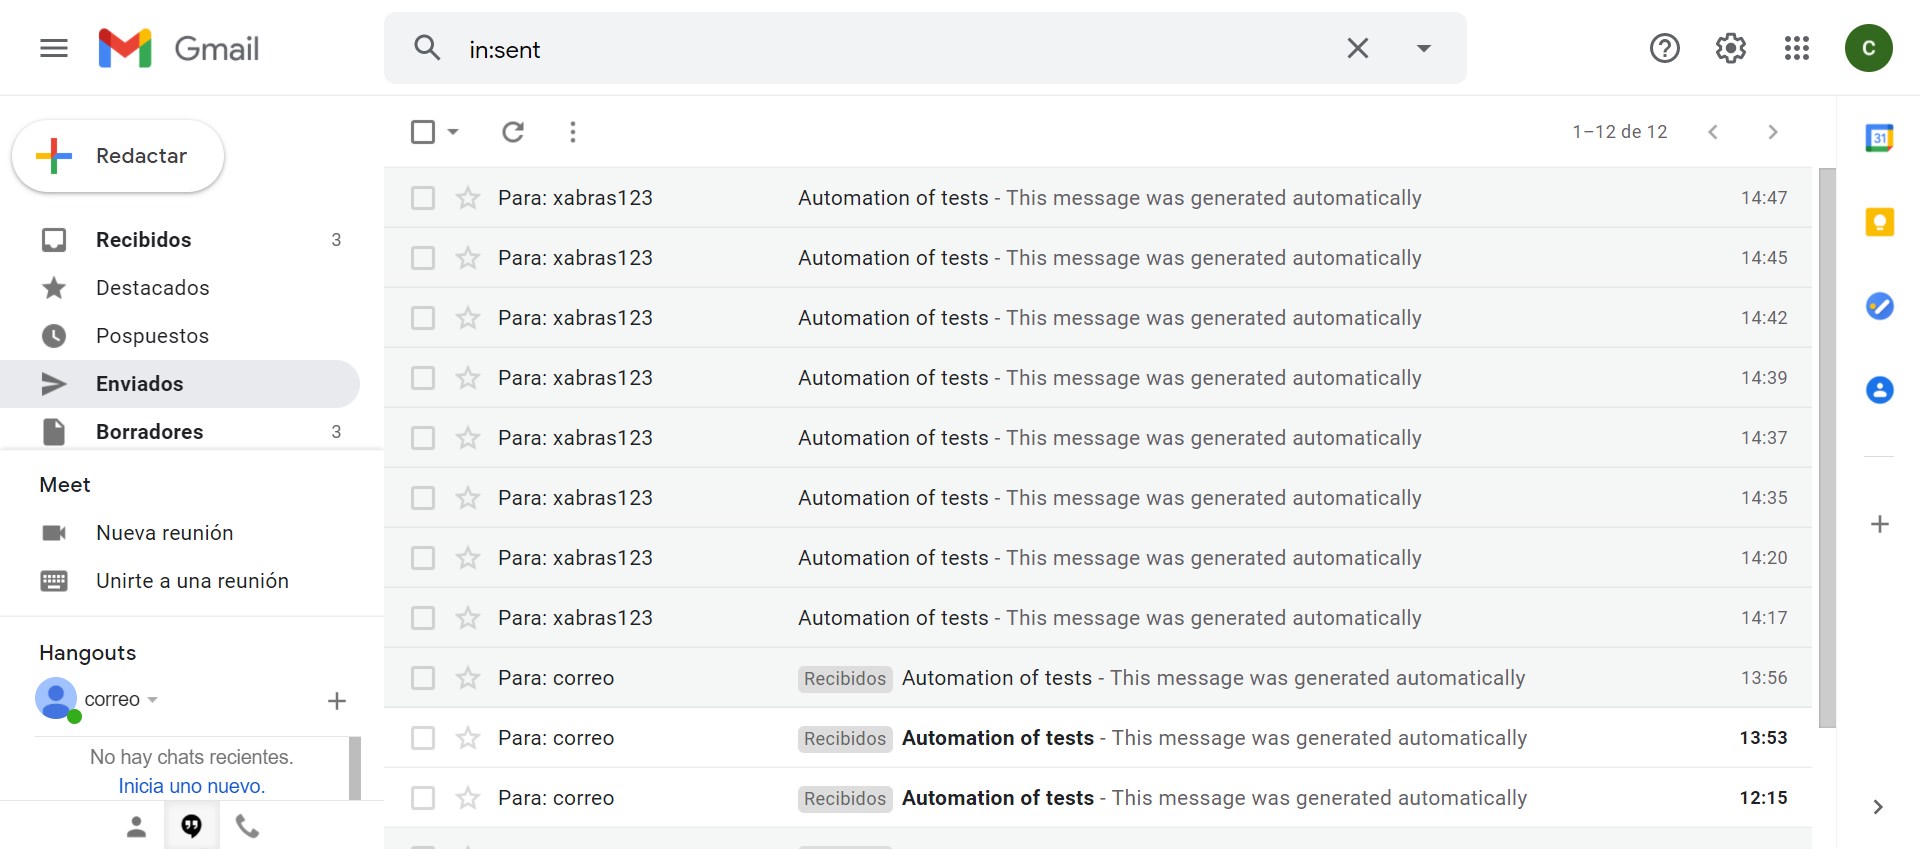 Gmail
in:sent
C
Redactar
1–12 de 12
31
Recibidos 3
Destacados
Pospuestos
Enviados
Borradores 3
Meet
Nueva reunión
Unirte a una reunión
Hangouts
correo
No hay chats recientes.
Inicia uno nuevo.
Para: xabras123 Automation of tests - This message was generated automatically 14:47
Para: xabras123 Automation of tests - This message was generated automatically 14:45
Para: xabras123 Automation of tests - This message was generated automatically 14:42
Para: xabras123 Automation of tests - This message was generated automatically 14:39
Para: xabras123 Automation of tests - This message was generated automatically 14:37
Para: xabras123 Automation of tests - This message was generated automatically 14:35
Para: xabras123 Automation of tests - This message was generated automatically 14:20
Para: xabras123 Automation of tests - This message was generated automatically 14:17
Para: correo Recibidos Automation of tests - This message was generated automatically 13:56
Para: correo Recibidos Automation of tests - This message was generated automatically 13:53
Para: correo Recibidos Automation of tests - This message was generated automatically 12:15